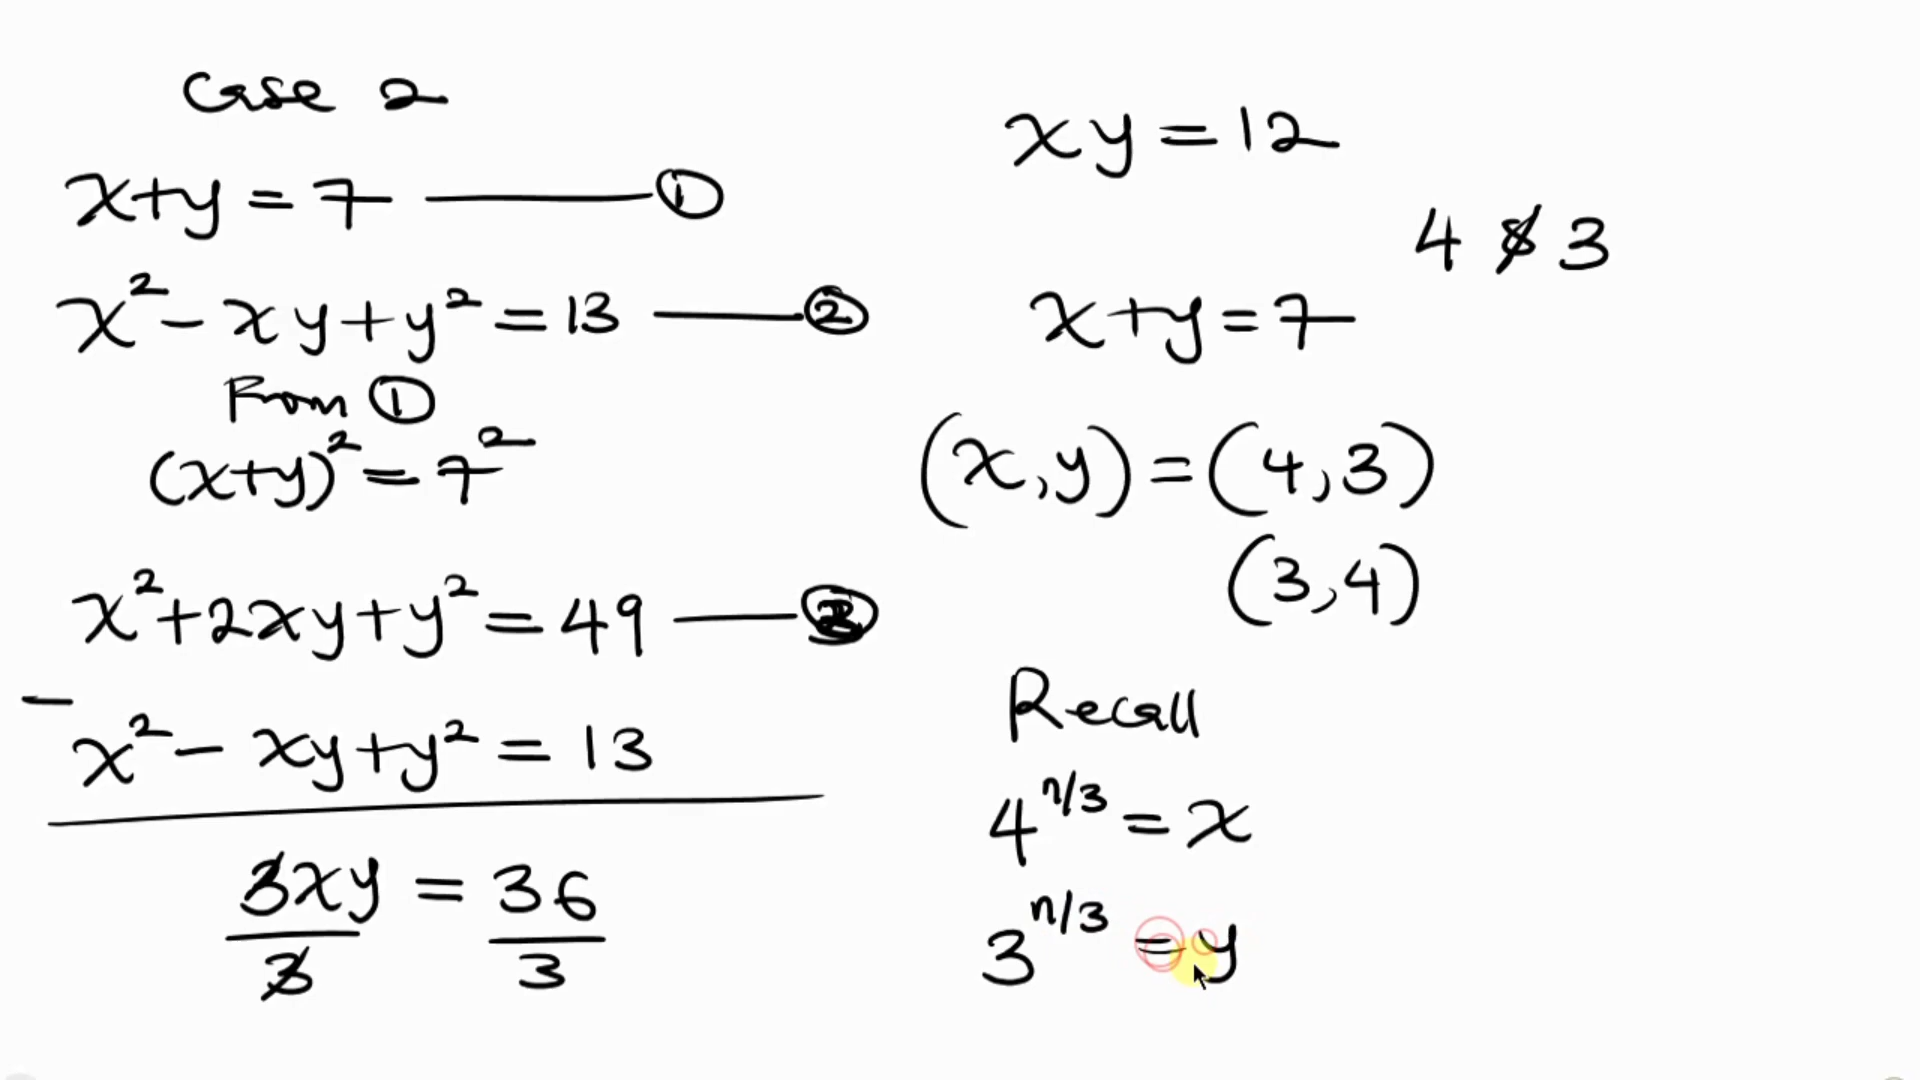 Case 2
x+y = 7 ——— ①
x² - xy + y² = 13 ——— ②
From ①
(x+y)² = 7²
x² + 2xy + y² = 49 ———
- x² - xy + y² = 13
3xy/3 = 36/3
xy = 12
4 & 3
x+y = 7
(x, y) = (4, 3)
(3, 4)
Recall
4^(n/3) = x
3^(n/3) = y